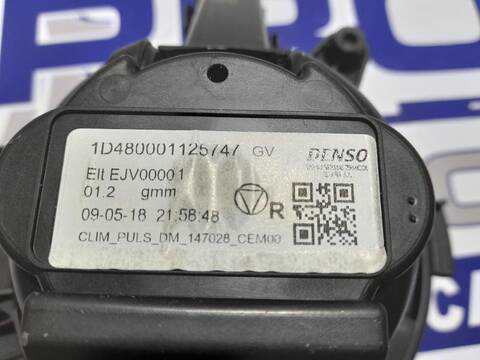 1D480001125747 GV
DENSO
Elt EJV00001
01.2 gmm
R
09-05-18 21:58:48
CLIM_PULS_DM_147028_CEM00